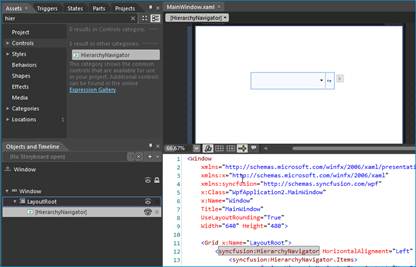 Assets
Triggers
States
Parts
Projects
hier
Project
Controls
Styles
Behaviors
Shapes
Effects
Media
Categories
Locations 1
0 results in Controls category.
1 result in other categories.
HierarchyNavigator
This category shows the common controls that are available for use in your project. Additional controls can be found in the online
Expression Gallery
Objects and Timeline
(No Storyboard open)
Window
Window
LayoutRoot
[HierarchyNavigator]
MainWindow.xaml
[HierarchyNavigator]
66.67%
1 <Window
2 xmlns="http://schemas.microsoft.com/winfx/2006/xaml/presentati
3 xmlns:x="http://schemas.microsoft.com/winfx/2006/xaml"
4 xmlns:syncfusion="http://schemas.syncfusion.com/wpf"
5 x:Class="WpfApplication2.MainWindow"
6 x:Name="Window"
7 Title="MainWindow"
8 UseLayoutRounding="True"
9 Width="640" Height="480">
10
11 <Grid x:Name="LayoutRoot">
12 <syncfusion:HierarchyNavigator HorizontalAlignment="Left"
13 <syncfusion:HierarchyNavigator.Items>